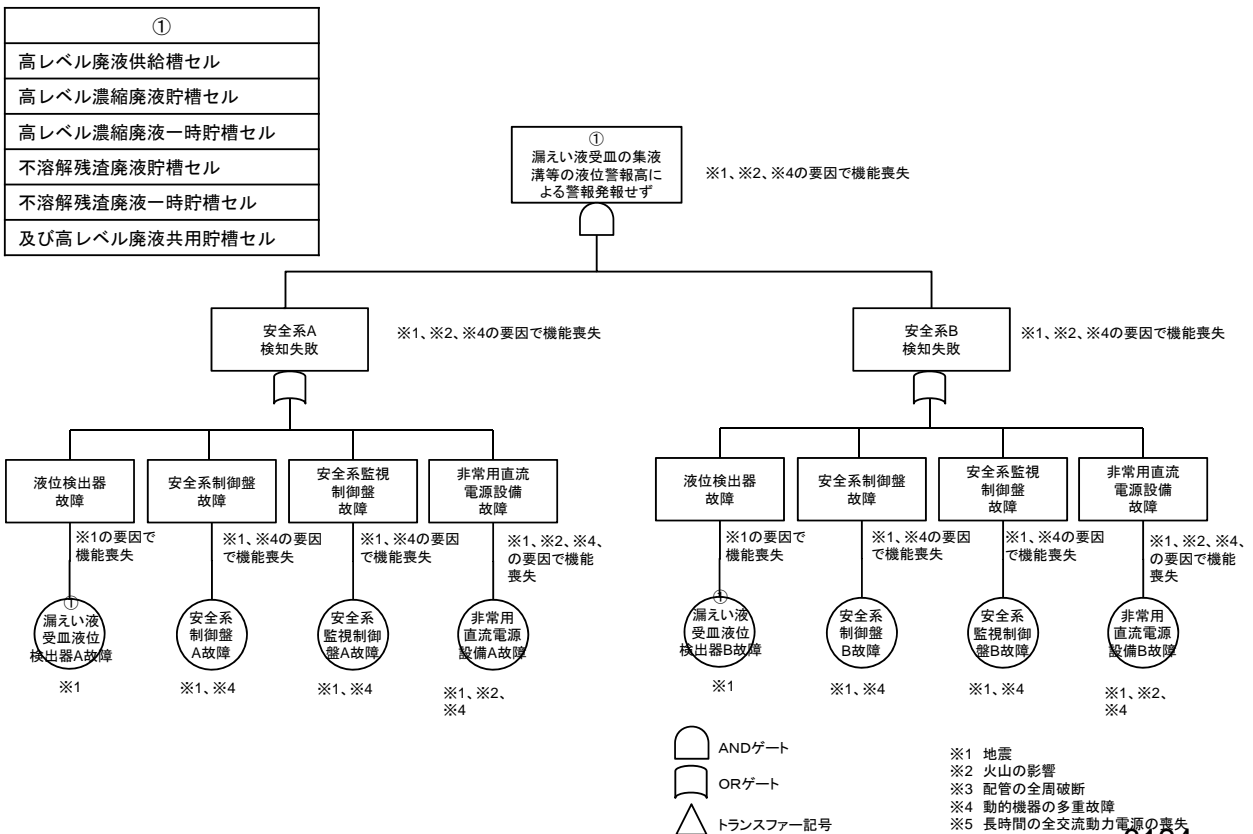 ①
高レベル廃液供給槽セル
高レベル濃縮廃液貯槽セル
高レベル濃縮廃液一時貯槽セル
不溶解残渣廃液貯槽セル
不溶解残渣廃液一時貯槽セル
及び高レベル廃液共用貯槽セル
①
漏えい液受皿の集液
溝等の液位警報高に
よる警報発報せず
※1、※2、※4の要因で機能喪失
安全系A
検知失敗
※1、※2、※4の要因で機能喪失
安全系B
検知失敗
※1、※2、※4の要因で機能喪失
液位検出器
故障
安全系制御盤
故障
安全系監視
制御盤
故障
非常用直流
電源設備
故障
液位検出器
故障
安全系制御盤
故障
安全系監視
制御盤
故障
非常用直流
電源設備
故障
※1の要因で
機能喪失
※1、※4の要因
で機能喪失
※1、※4の要因
で機能喪失
※1、※2、※4、
の要因で機能
喪失
※1の要因で
機能喪失
※1、※4の要因
で機能喪失
※1、※4の要因
で機能喪失
※1、※2、※4、
の要因で機能
喪失
①
漏えい液
受皿液位
検出器A故障
安全系
制御盤
A故障
安全系
監視制御
盤A故障
非常用
直流電源
設備A故障
①
漏えい液
受皿液位
検出器B故障
安全系
制御盤
B故障
安全系
監視制御
盤B故障
非常用
直流電源
設備B故障
※1
※1、※4
※1、※4
※1、※2、
※4
※1
※1、※4
※1、※4
※1、※2、
※4
ANDゲート
ORゲート
トランスファー記号
※1 地震
※2 火山の影響
※3 配管の全周破断
※4 動的機器の多重故障
※5 長時間の全交流動力電源の喪失